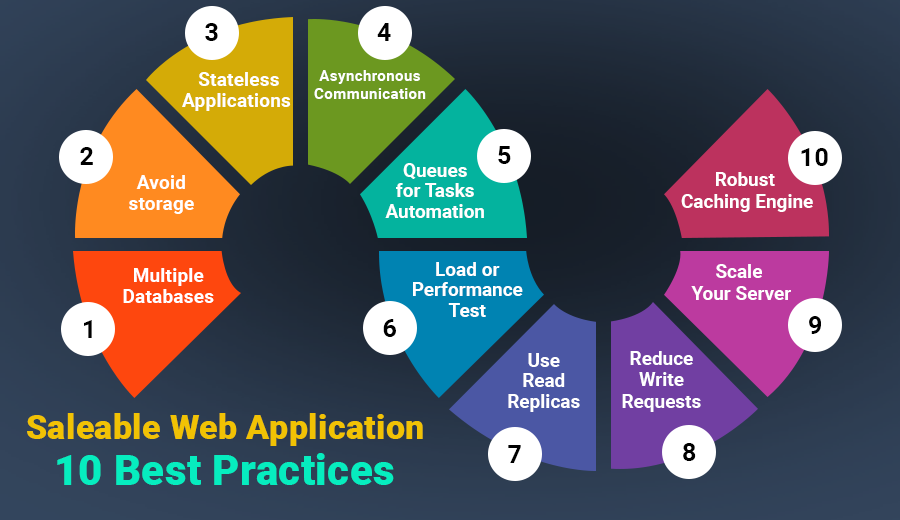 1
Multiple
Databases
2
Avoid
storage
3
Stateless
Applications
4
Asynchronous
Communication
5
Queues
for Tasks
Automation
6
Load or
Performance
Test
7
Use
Read
Replicas
8
Reduce
Write
Requests
9
Scale
Your Server
10
Robust
Caching Engine
Saleable Web Application
10 Best Practices